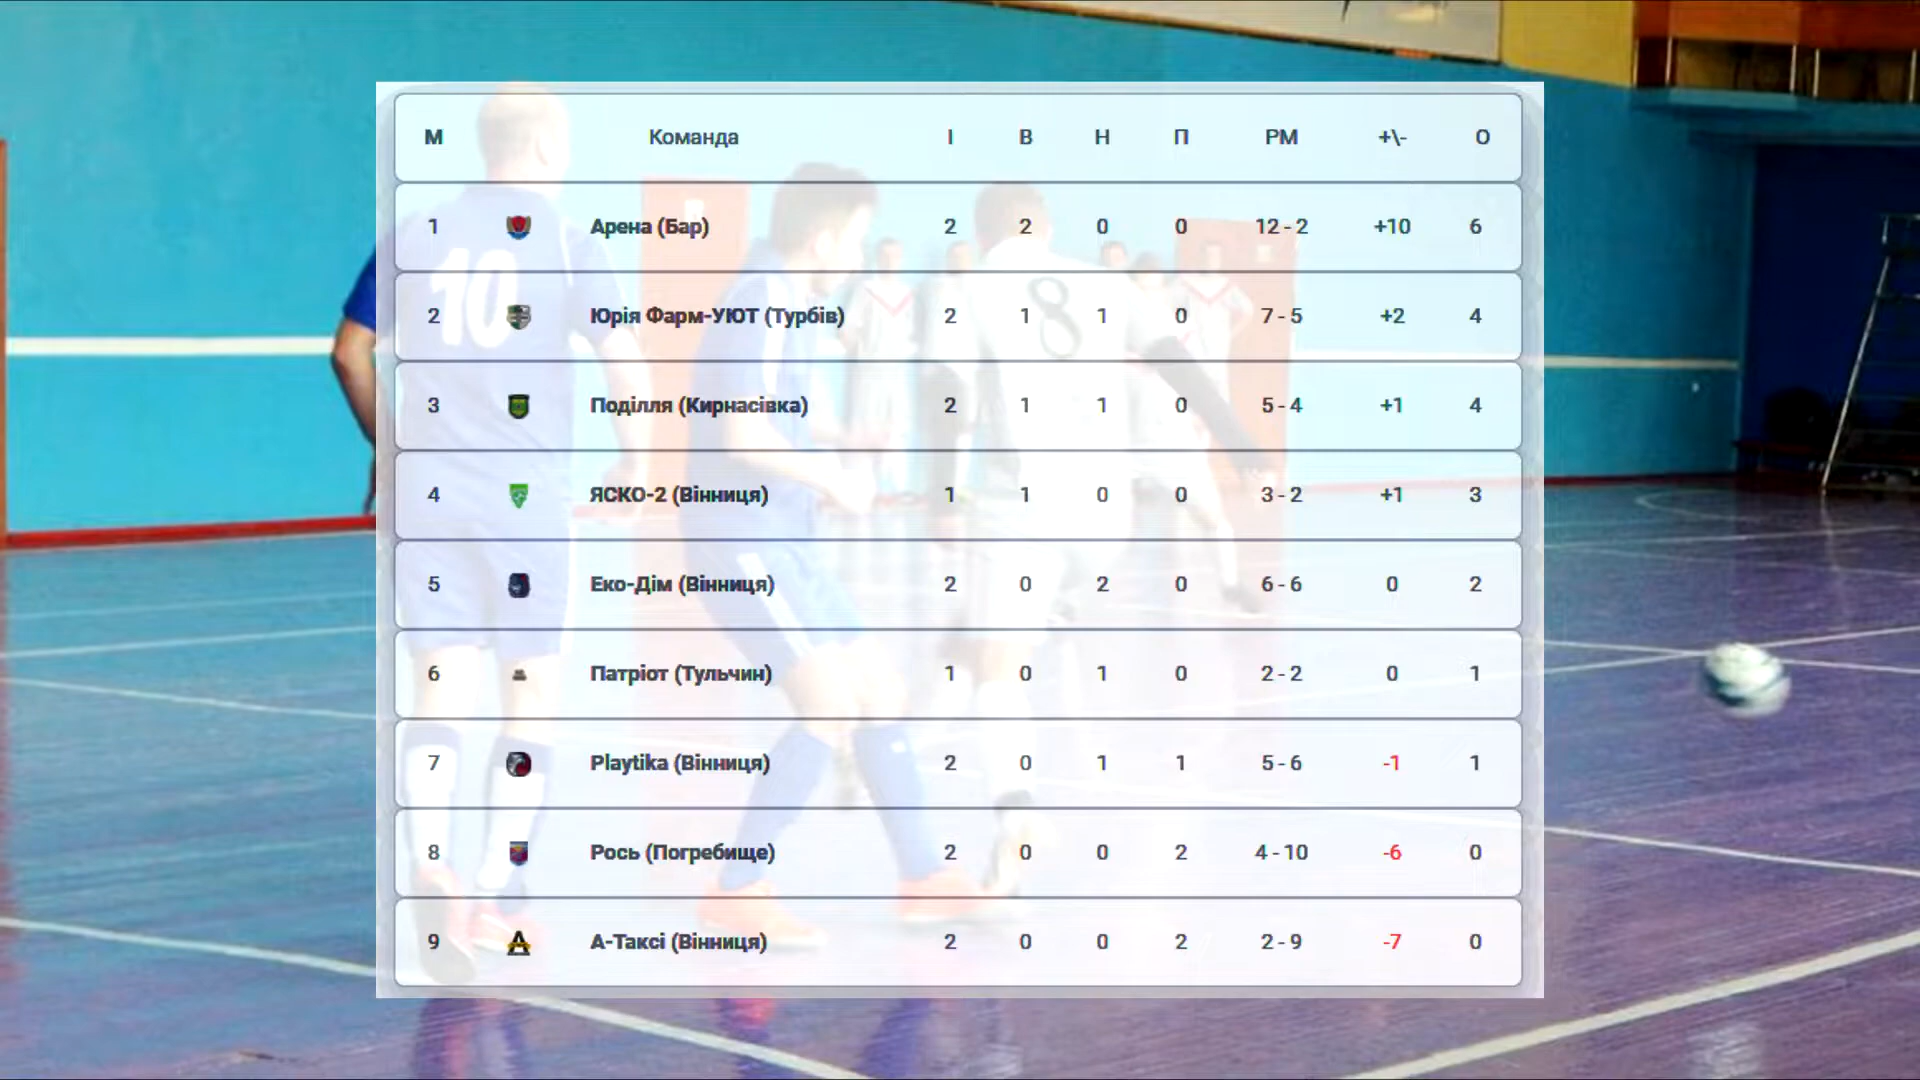 М Команда І В Н П РМ +\- О
1 Арена (Бар) 2 2 0 0 12 - 2 +10 6
2 Юрія Фарм-УЮТ (Турбів) 2 1 1 0 7 - 5 +2 4
3 Поділля (Кирнасівка) 2 1 1 0 5 - 4 +1 4
4 ЯСКО-2 (Вінниця) 1 1 0 0 3 - 2 +1 3
5 Еко-Дім (Вінниця) 2 0 2 0 6 - 6 0 2
6 Патріот (Тульчин) 1 0 1 0 2 - 2 0 1
7 Playtika (Вінниця) 2 0 1 1 5 - 6 -1 1
8 Рось (Погребище) 2 0 0 2 4 - 10 -6 0
9 А-Таксі (Вінниця) 2 0 0 2 2 - 9 -7 0
10
8